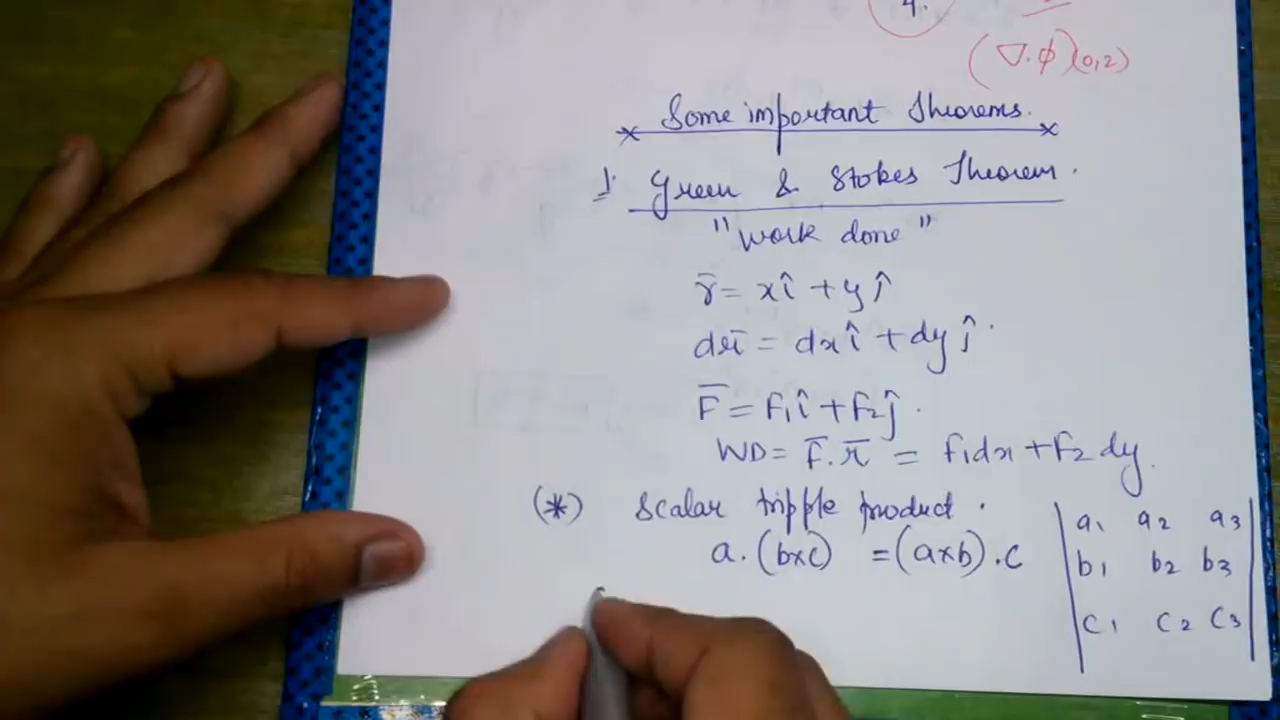 4.
(∇.φ)(0,2)
Some important Theorems.
1. Green & Stokes Theorem.
"Work done"
r̄ = xî + yĵ
dr̄ = dxî + dyĵ.
F̄ = F₁î + F₂ĵ.
WD = F̄.r̄ = f₁dx + F₂dy.
(*) Scalar tripple product.
a.(b×c) = (a×b).c
| a₁ a₂ a₃ |
| b₁ b₂ b₃ |
| c₁ c₂ c₃ |